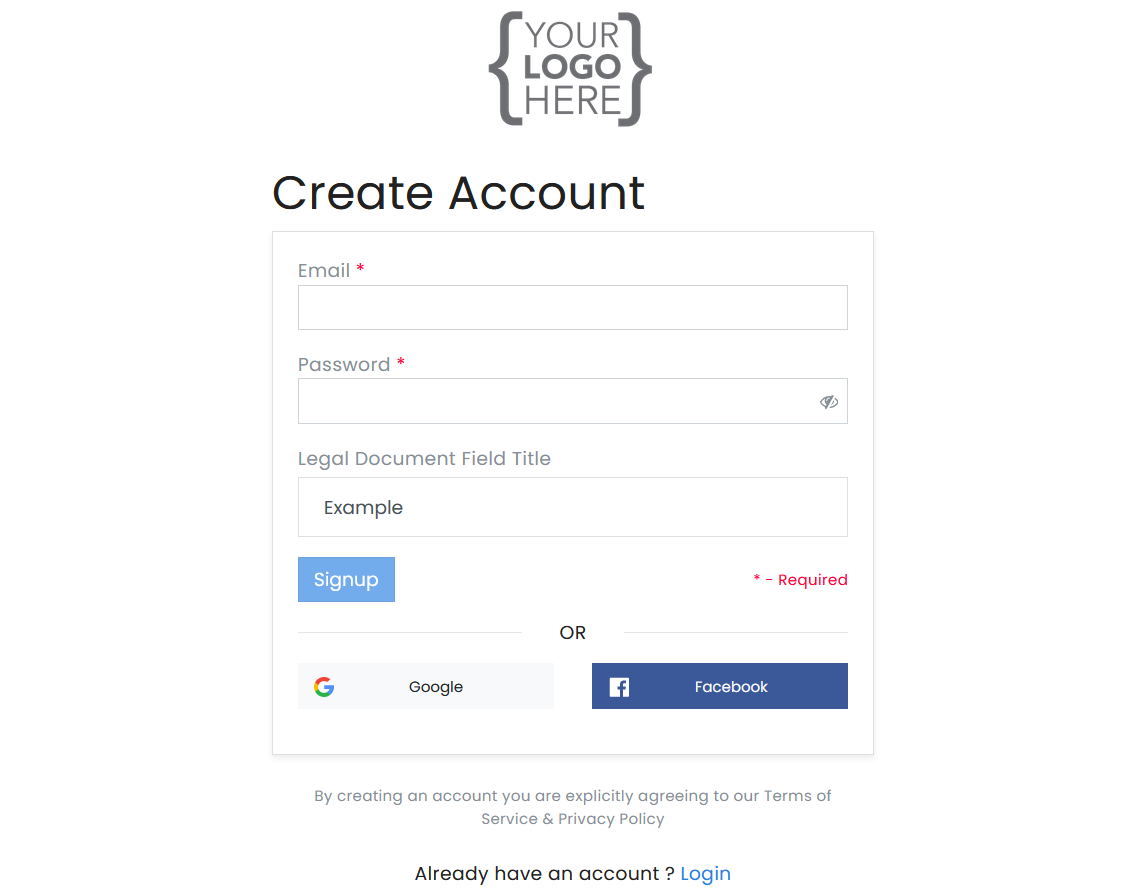 YOUR
LOGO
HERE
Create Account
Email *
Password *
Legal Document Field Title
Example
Signup
* - Required
OR
Google
Facebook
By creating an account you are explicitly agreeing to our Terms of
Service & Privacy Policy
Already have an account ? Login